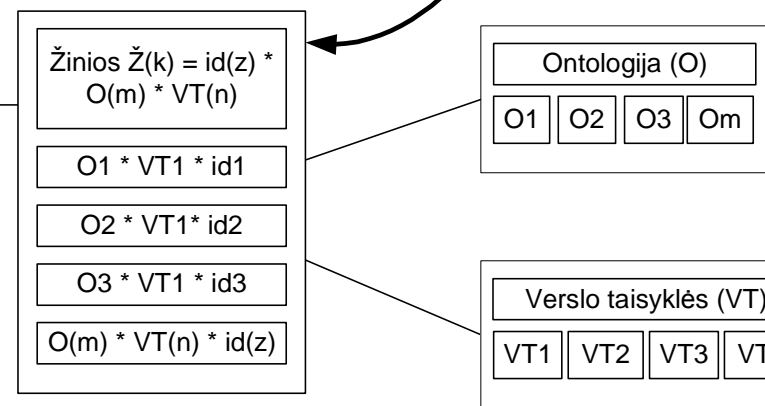 Žinios Ž(k) = id(z) *
O(m) * VT(n)
O1 * VT1 * id1
O2 * VT1* id2
O3 * VT1 * id3
O(m) * VT(n) * id(z)
Ontologija (O)
O1 O2 O3 Om
Verslo taisyklės (VT)
VT1 VT2 VT3